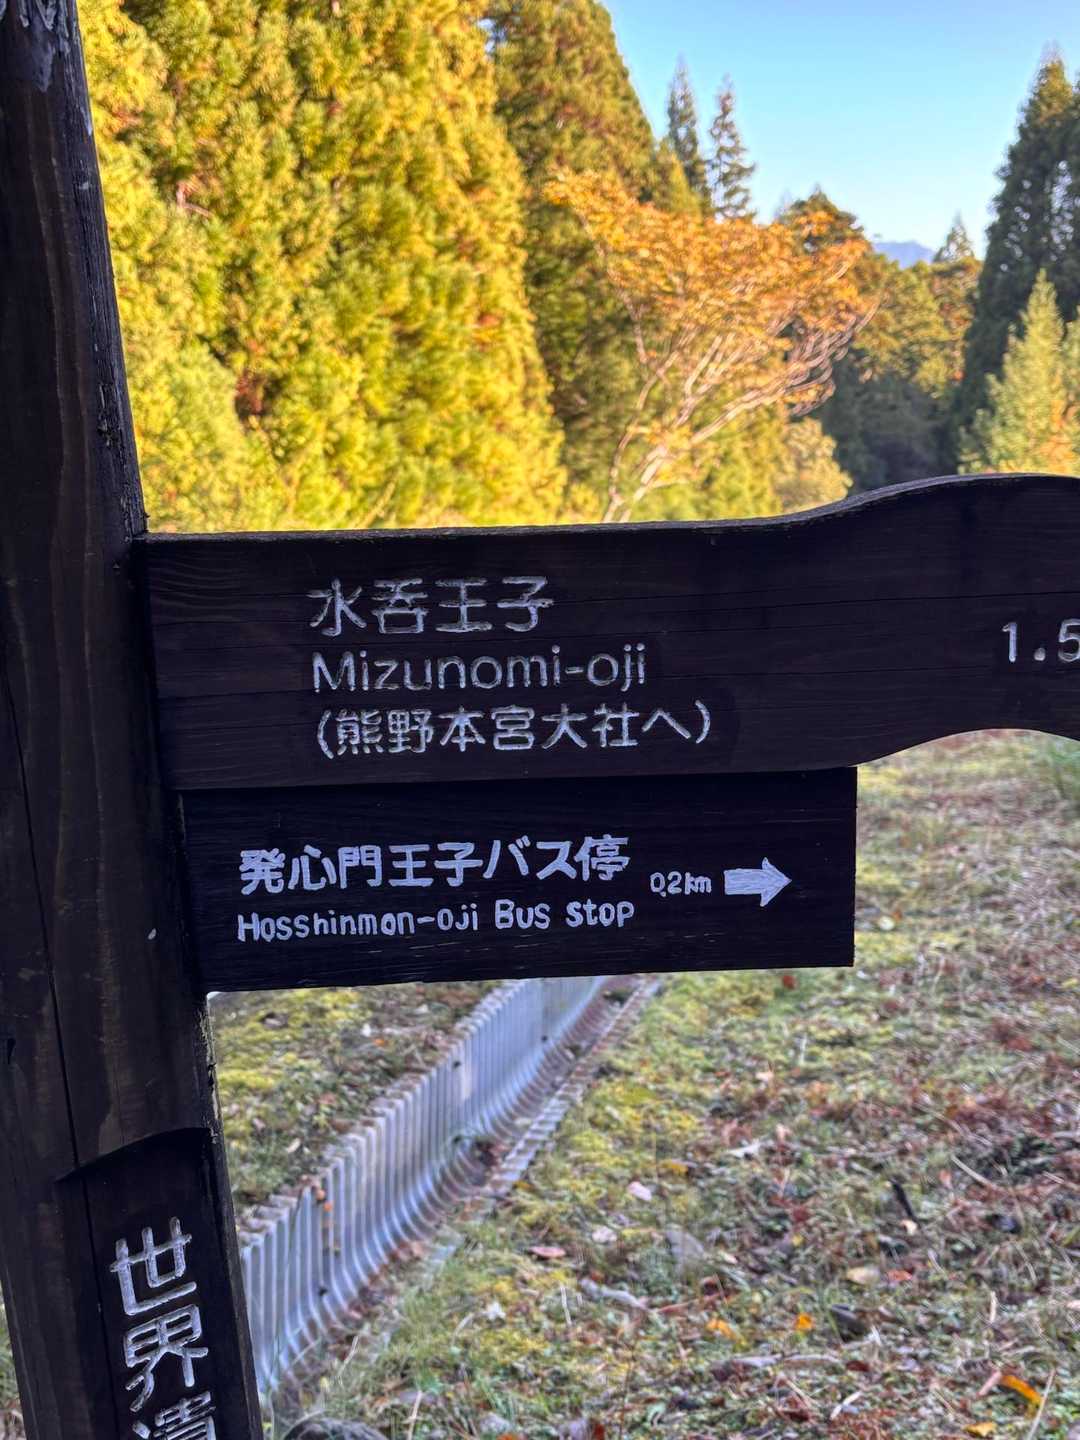 水呑王子
Mizunomi-oji
(熊野本宮大社へ)
1.5
発心門王子バス停
0.2km
Hosshinmon-oji Bus stop
世界遺